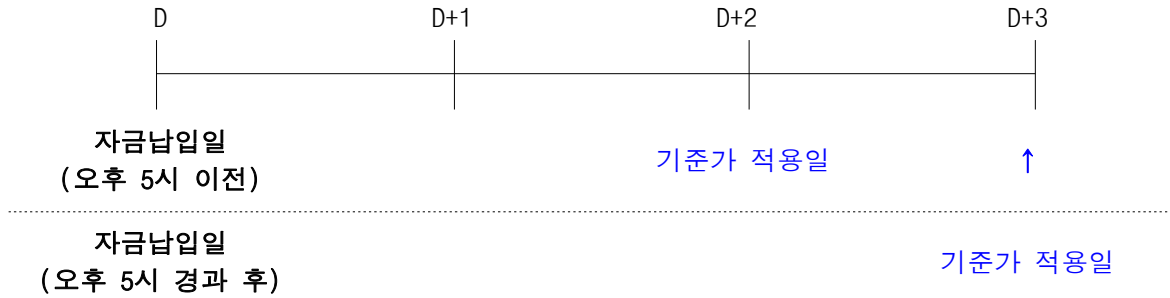 D D+1 D+2 D+3
자금납입일
(오후 5시 이전)
기준가 적용일 ↑
자금납입일
(오후 5시 경과 후)
기준가 적용일